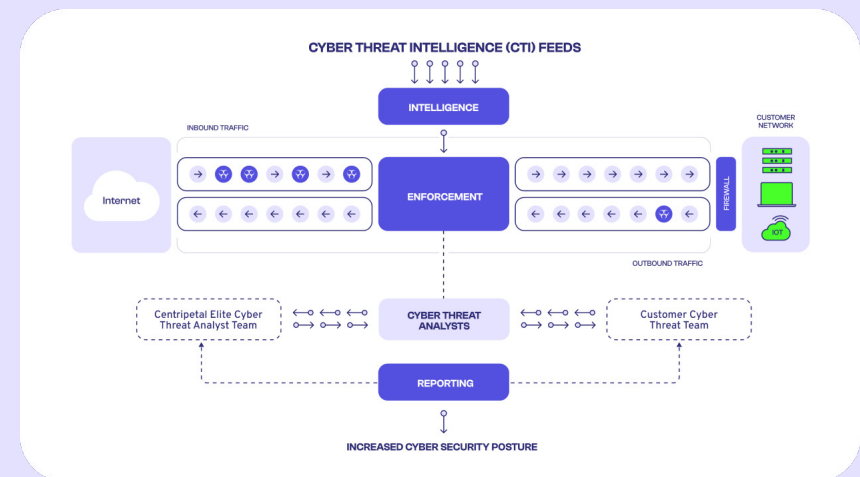 CYBER THREAT INTELLIGENCE (CTI) FEEDS
INTELLIGENCE
INBOUND TRAFFIC
CUSTOMER
NETWORK
Internet
ENFORCEMENT
FIREWALL
IOT
OUTBOUND TRAFFIC
Centripetal Elite Cyber
Threat Analyst Team
CYBER THREAT
ANALYSTS
Customer Cyber
Threat Team
REPORTING
INCREASED CYBER SECURITY POSTURE